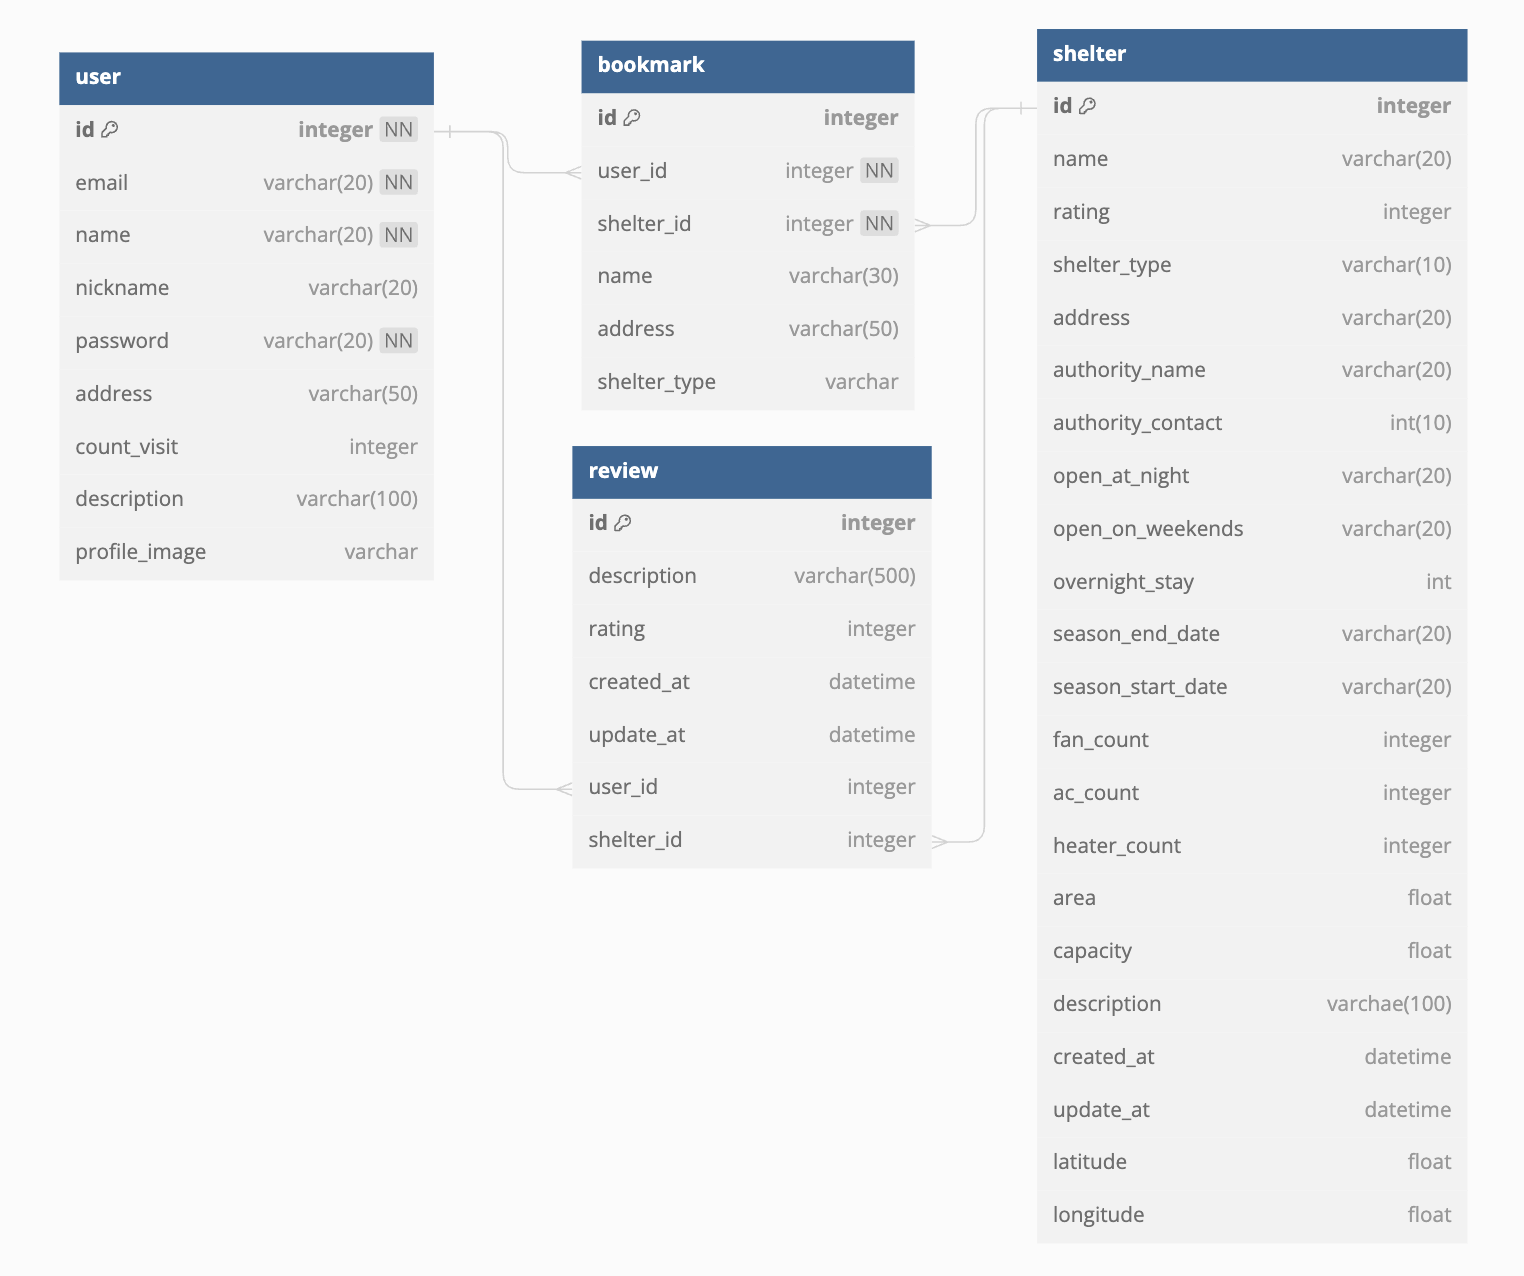 user
id integer NN
email varchar(20) NN
name varchar(20) NN
nickname varchar(20)
password varchar(20) NN
address varchar(50)
count_visit integer
description varchar(100)
profile_image varchar
bookmark
id integer
user_id integer NN
shelter_id integer NN
name varchar(30)
address varchar(50)
shelter_type varchar
review
id integer
description varchar(500)
rating integer
created_at datetime
update_at datetime
user_id integer
shelter_id integer
shelter
id integer
name varchar(20)
rating integer
shelter_type varchar(10)
address varchar(20)
authority_name varchar(20)
authority_contact int(10)
open_at_night varchar(20)
open_on_weekends varchar(20)
overnight_stay int
season_end_date varchar(20)
season_start_date varchar(20)
fan_count integer
ac_count integer
heater_count integer
area float
capacity float
description varchae(100)
created_at datetime
update_at datetime
latitude float
longitude float